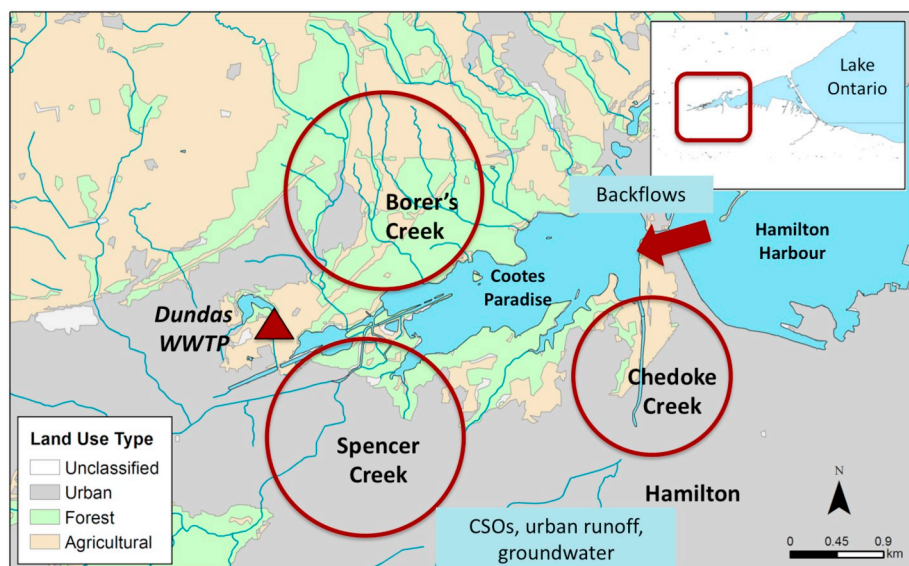 Lake
Ontario
Backflows
Borer's
Creek
Hamilton
Harbour
Cootes
Paradise
Dundas
WWTP
Chedoke
Creek
Spencer
Creek
Land Use Type
Unclassified
Urban
Forest
Agricultural
Hamilton
CSOs, urban runoff,
groundwater
N
0 0.45 0.9
km